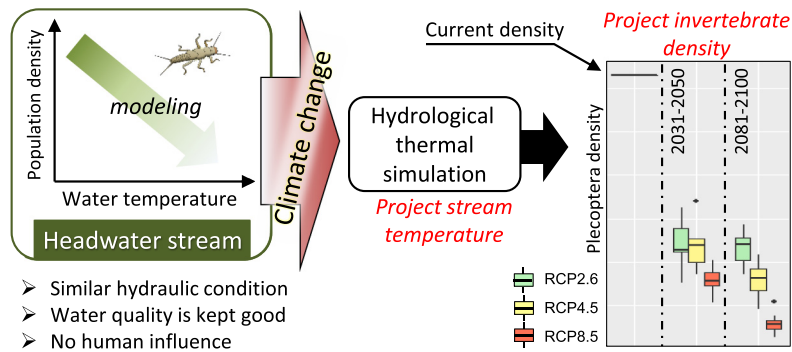 Population density
modeling
Water temperature
Headwater stream
➤ Similar hydraulic condition
➤ Water quality is kept good
➤ No human influence
Climate change
Hydrological
thermal
simulation
Project stream
temperature
Current density
Project invertebrate
density
Plecoptera density
2031-2050
2081-2100
RCP2.6
RCP4.5
RCP8.5